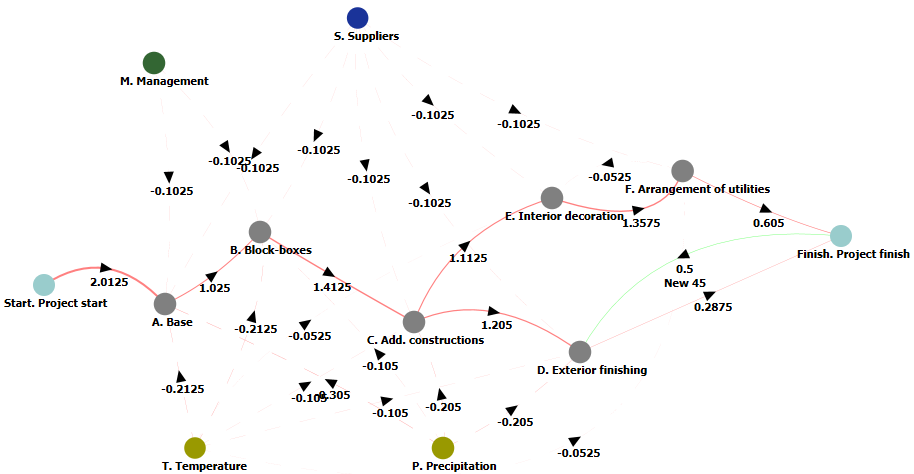 S. Suppliers
M. Management
-0.1025
-0.1025
-0.1025
-0.1025
-0.1025
-0.1025
-0.0525
-0.1025
-0.1025
F. Arrangement of utilities
E. Interior decoration
1.3575
0.605
B. Block-boxes
1.1125
Finish. Project finish
0.5
New 45
2.0125
1.025
1.4125
0.2875
Start. Project start
A. Base
-0.2125
-0.0525
C. Add. constructions
1.205
-0.105
D. Exterior finishing
-0.2125
-0.105
0.305
-0.105
-0.205
-0.205
-0.0525
T. Temperature
P. Precipitation